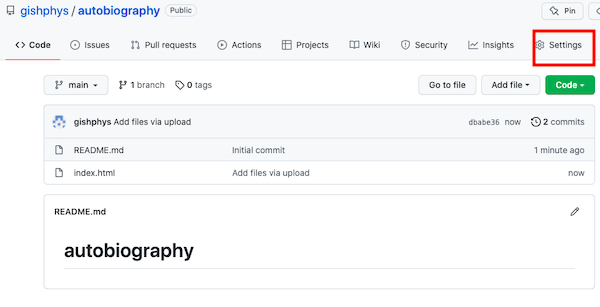 gishphys / autobiography Public Pin
Code Issues Pull requests Actions Projects Wiki Security Insights Settings
main 1 branch 0 tags Go to file Add file Code
gishphys Add files via upload dbabe36 now 2 commits
README.md Initial commit 1 minute ago
index.html Add files via upload now
README.md
autobiography